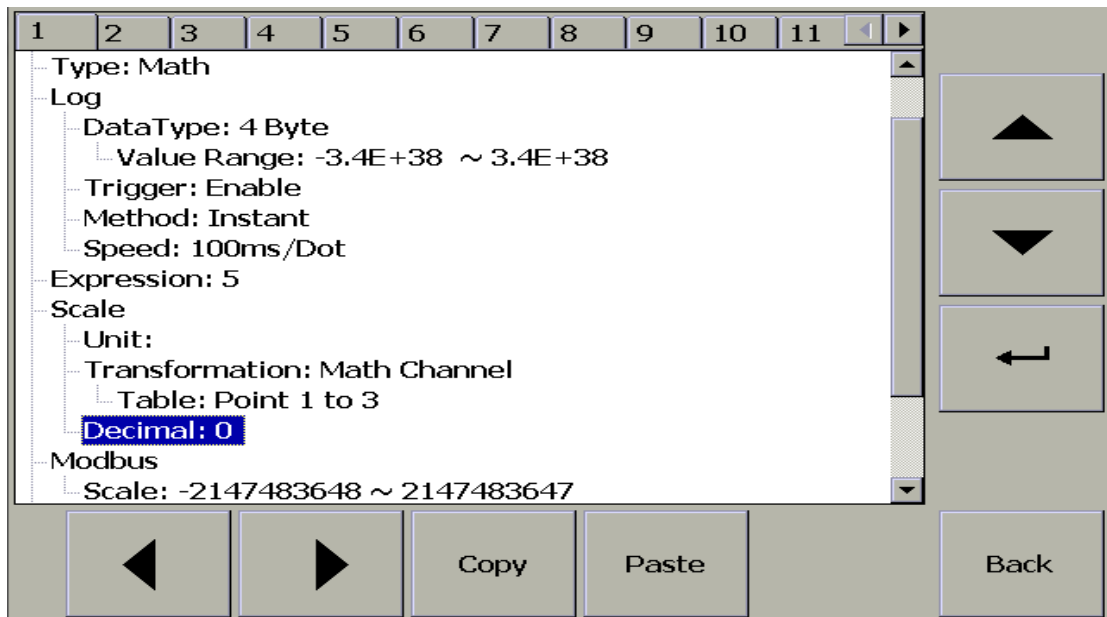 1 2 3 4 5 6 7 8 9 10 11
Type: Math
Log
DataType: 4 Byte
Value Range: -3.4E+38 ~ 3.4E+38
Trigger: Enable
Method: Instant
Speed: 100ms/Dot
Expression: 5
Scale
Unit:
Transformation: Math Channel
Table: Point 1 to 3
Decimal: 0
Modbus
Scale: -2147483648 ~ 2147483647
Copy Paste Back